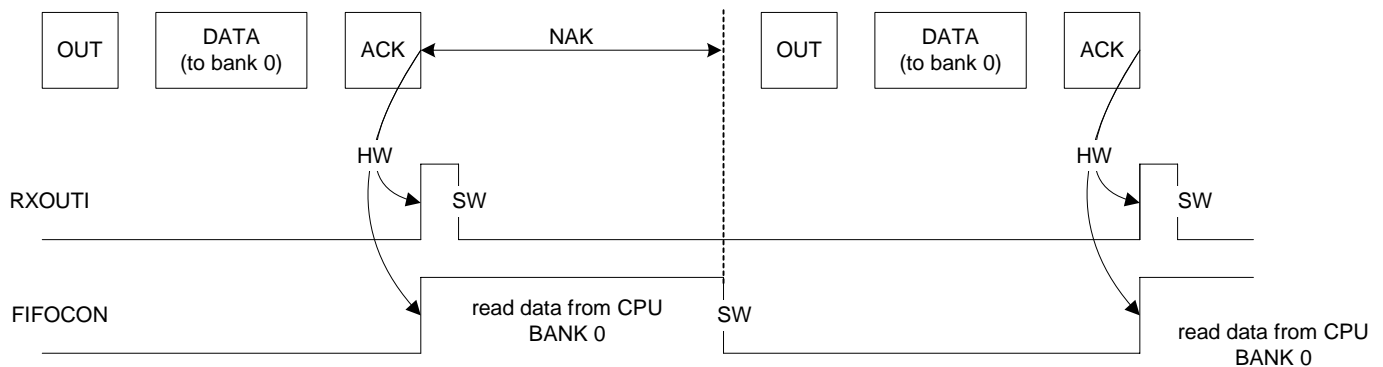 OUT
DATA
(to bank 0)
ACK
NAK
OUT
DATA
(to bank 0)
ACK
HW
HW
RXOUTI
SW
SW
FIFOCON
read data from CPU
BANK 0
SW
read data from CPU
BANK 0